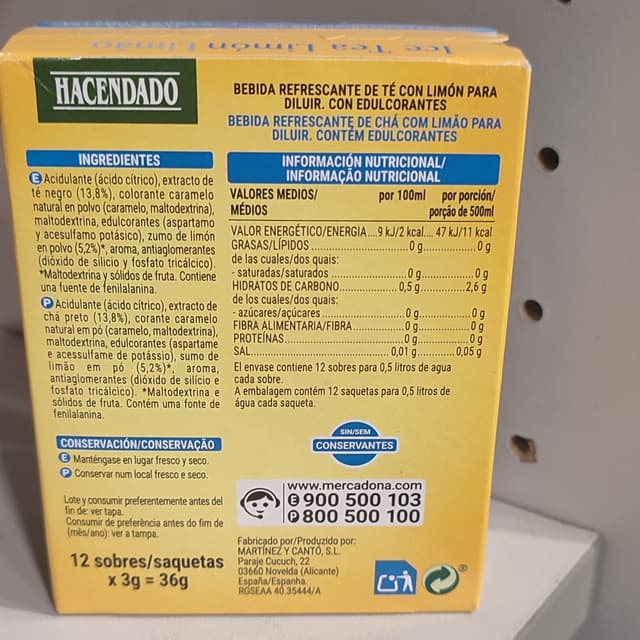 Ice Tea Limón Limão
HACENDADO
BEBIDA REFRESCANTE DE TÉ CON LIMÓN PARA
DILUIR. CON EDULCORANTES
BEBIDA REFRESCANTE DE CHÁ COM LIMÃO PARA
DILUIR. CONTÉM EDULCORANTES
INGREDIENTES
E Acidulante (ácido cítrico), extracto de
té negro (13,8%), colorante caramelo
natural en polvo (caramelo, maltodextrina),
maltodextrina, edulcorantes (aspartamo
y acesulfamo potásico), zumo de limón
en polvo (5,2%)*, aroma, antiaglomerantes
(dióxido de silicio y fosfato tricálcico).
*Maltodextrina y sólidos de fruta. Contiene
una fuente de fenilalanina.
P Acidulante (ácido cítrico), extrato de
chá preto (13,8%), corante caramelo
natural em pó (caramelo, maltodextrina),
maltodextrina, edulcorantes (aspartame
e acessulfame de potássio), sumo de
limão em pó (5,2%)*, aroma,
antiaglomerantes (dióxido de silício e
fosfato tricálcico). *Maltodextrina e
sólidos de fruta. Contém uma fonte de
fenilalanina.
CONSERVACIÓN/CONSERVAÇÃO
E Manténgase en lugar fresco y seco.
P Conservar num local fresco e seco.
Lote y consumir preferentemente antes del
fin de: ver tapa.
Consumir de preferência antes do fim de
(mês/ano): ver a tampa.
12 sobres/saquetas
x 3g = 36g
INFORMACIÓN NUTRICIONAL/
INFORMAÇÃO NUTRICIONAL
VALORES MEDIOS/ por 100ml por porción/
MÉDIOS porção de 500ml
VALOR ENERGÉTICO/ENERGIA....9 kJ/2 kcal.... 47 kJ/11 kcal
GRASAS/LÍPIDOS ........ 0 g ........ 0 g
de las cuales/dos quais:
- saturadas/saturados ........ 0 g ........ 0 g
HIDRATOS DE CARBONO........ 0,5 g ........ 2,6 g
de los cuales/dos quais:
- azúcares/açúcares ........ 0 g ........ 0 g
FIBRA ALIMENTARIA/FIBRA ........ 0 g ........ 0 g
PROTEÍNAS........ 0 g ........ 0 g
SAL........ 0,01 g ........ 0,05 g
El envase contiene 12 sobres para 0,5 litros de agua
cada sobre.
A embalagem contém 12 saquetas para 0,5 litros de
água cada saqueta.
SIN/SEM
CONSERVANTES
www.mercadona.com
E 900 500 103
P 800 500 100
Fabricado por/Produzido por:
MARTÍNEZ Y CANTÓ, S.L.
Paraje Cucuch, 22
03660 Novelda (Alicante)
España/Espanha.
RGSEAA 40.35444/A